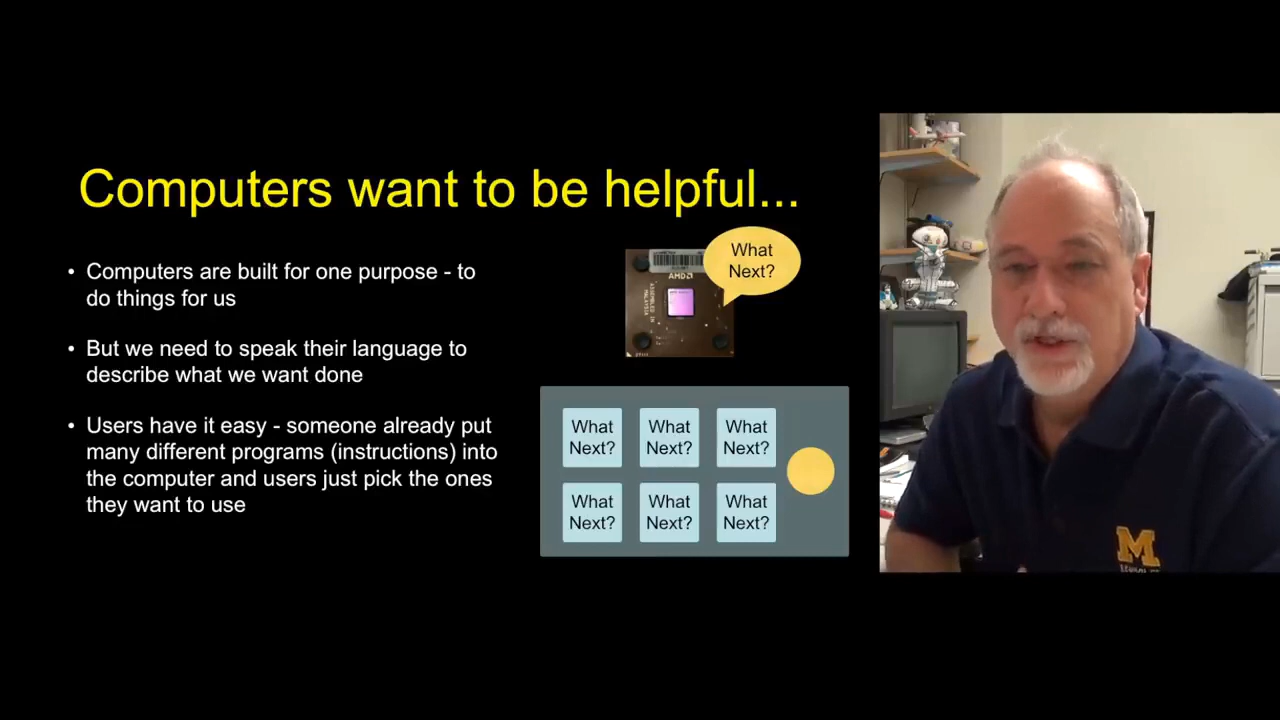 Computers want to be helpful...
• Computers are built for one purpose - to
do things for us
• But we need to speak their language to
describe what we want done
• Users have it easy - someone already put
many different programs (instructions) into
the computer and users just pick the ones
they want to use
What
Next?
AMD
ASSEMBLED IN
MALAYSIA
What
Next?
What
Next?
What
Next?
What
Next?
What
Next?
What
Next?
M